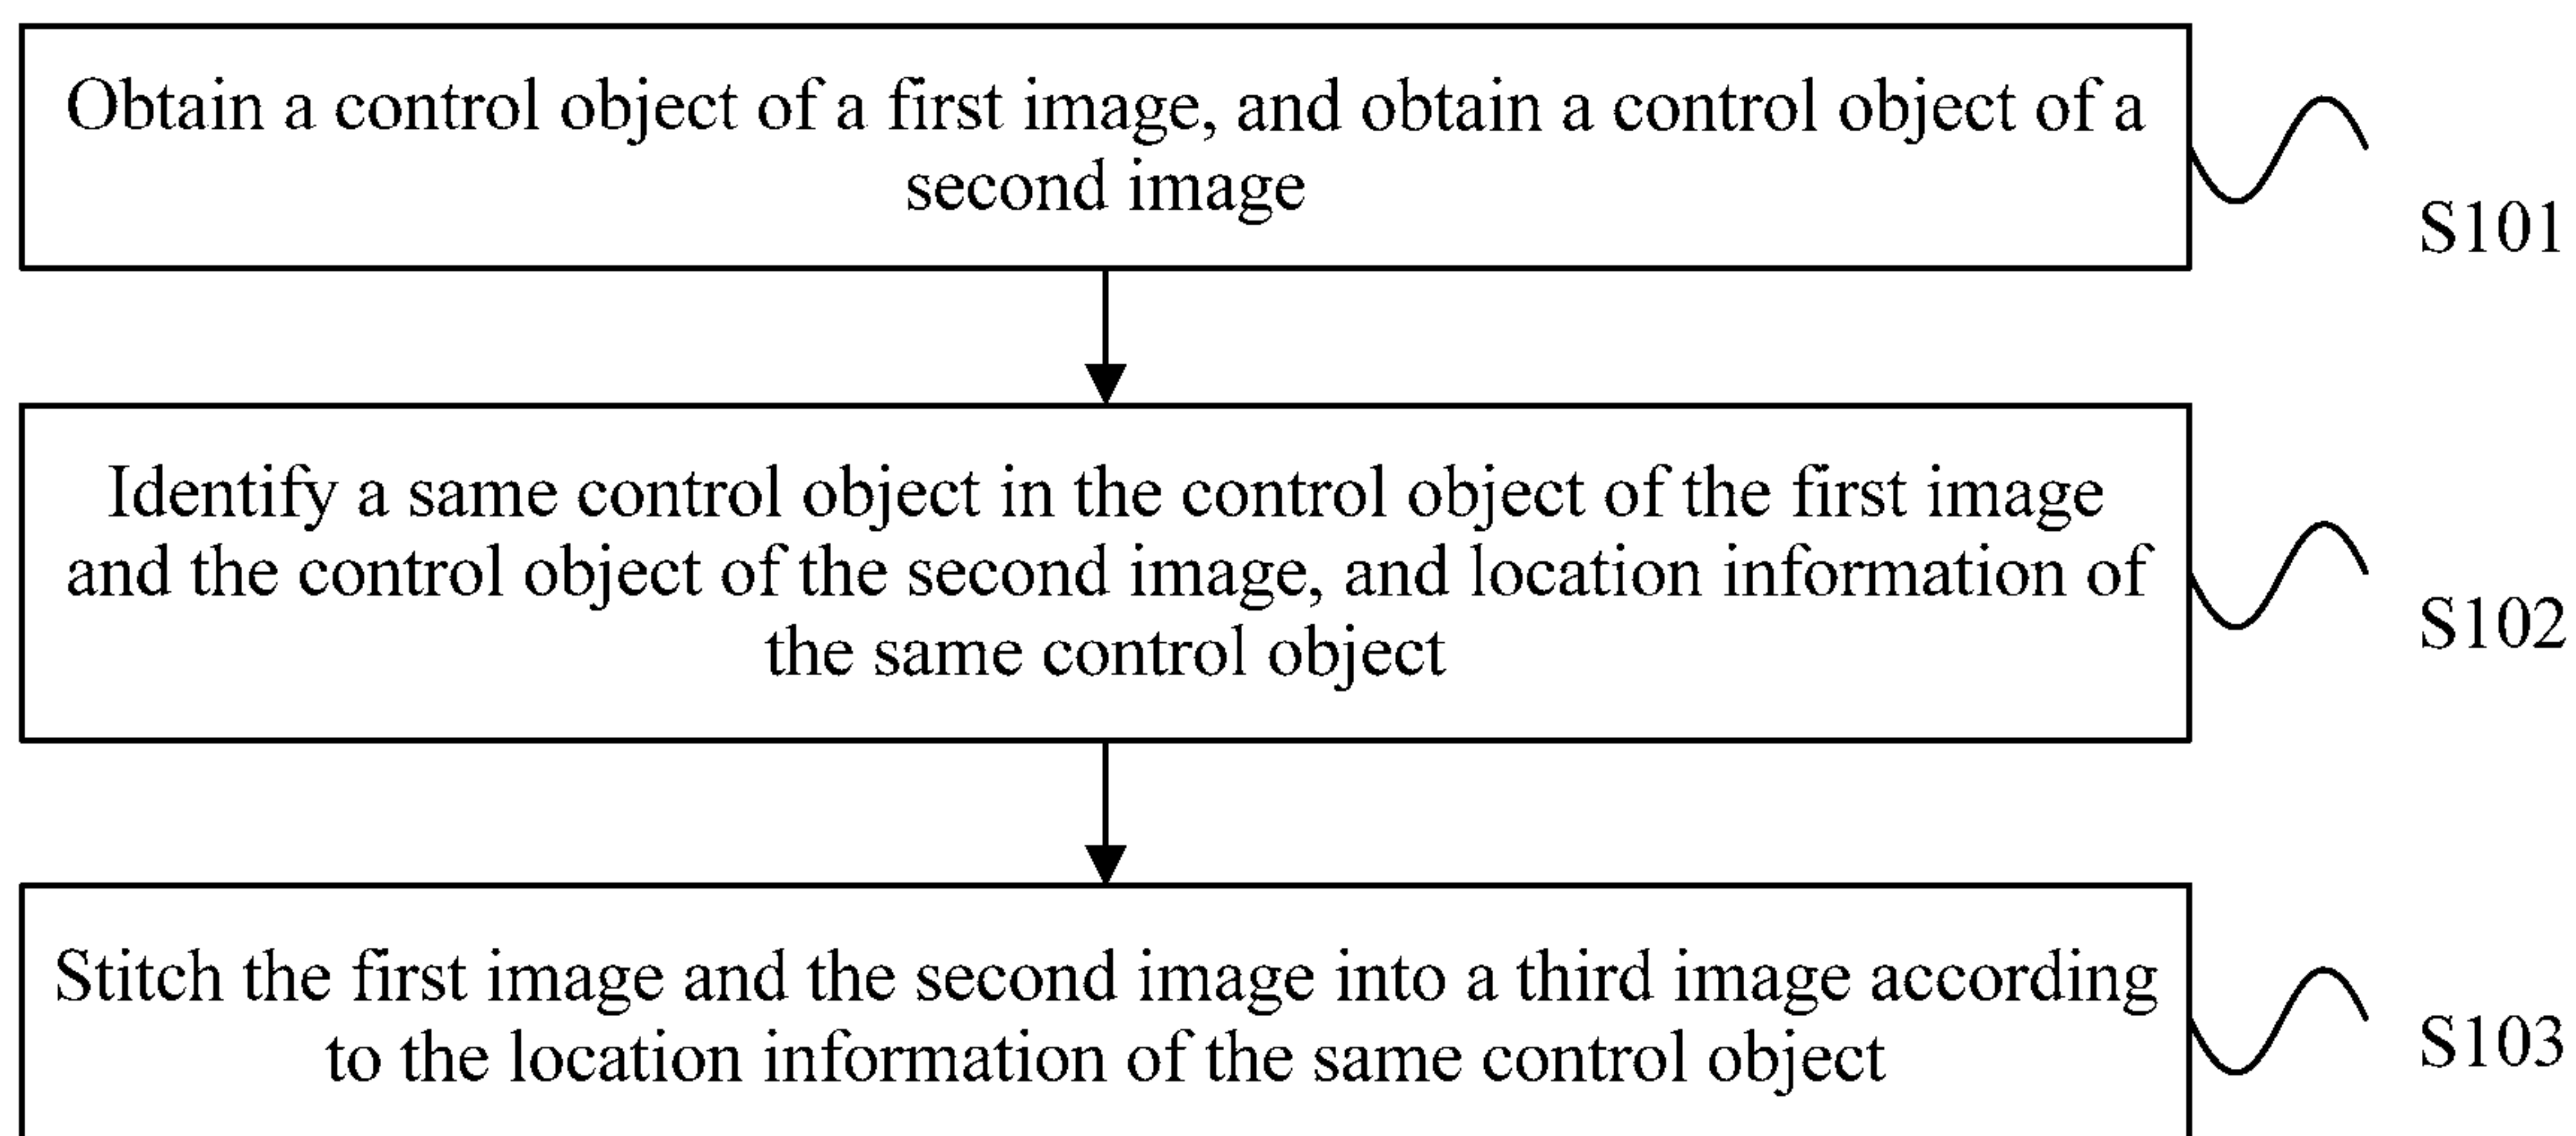 Obtain a control object of a first image, and obtain a control object of a
second image
S101
Identify a same control object in the control object of the first image
and the control object of the second image, and location information of
the same control object
S102
Stitch the first image and the second image into a third image according
to the location information of the same control object
S103